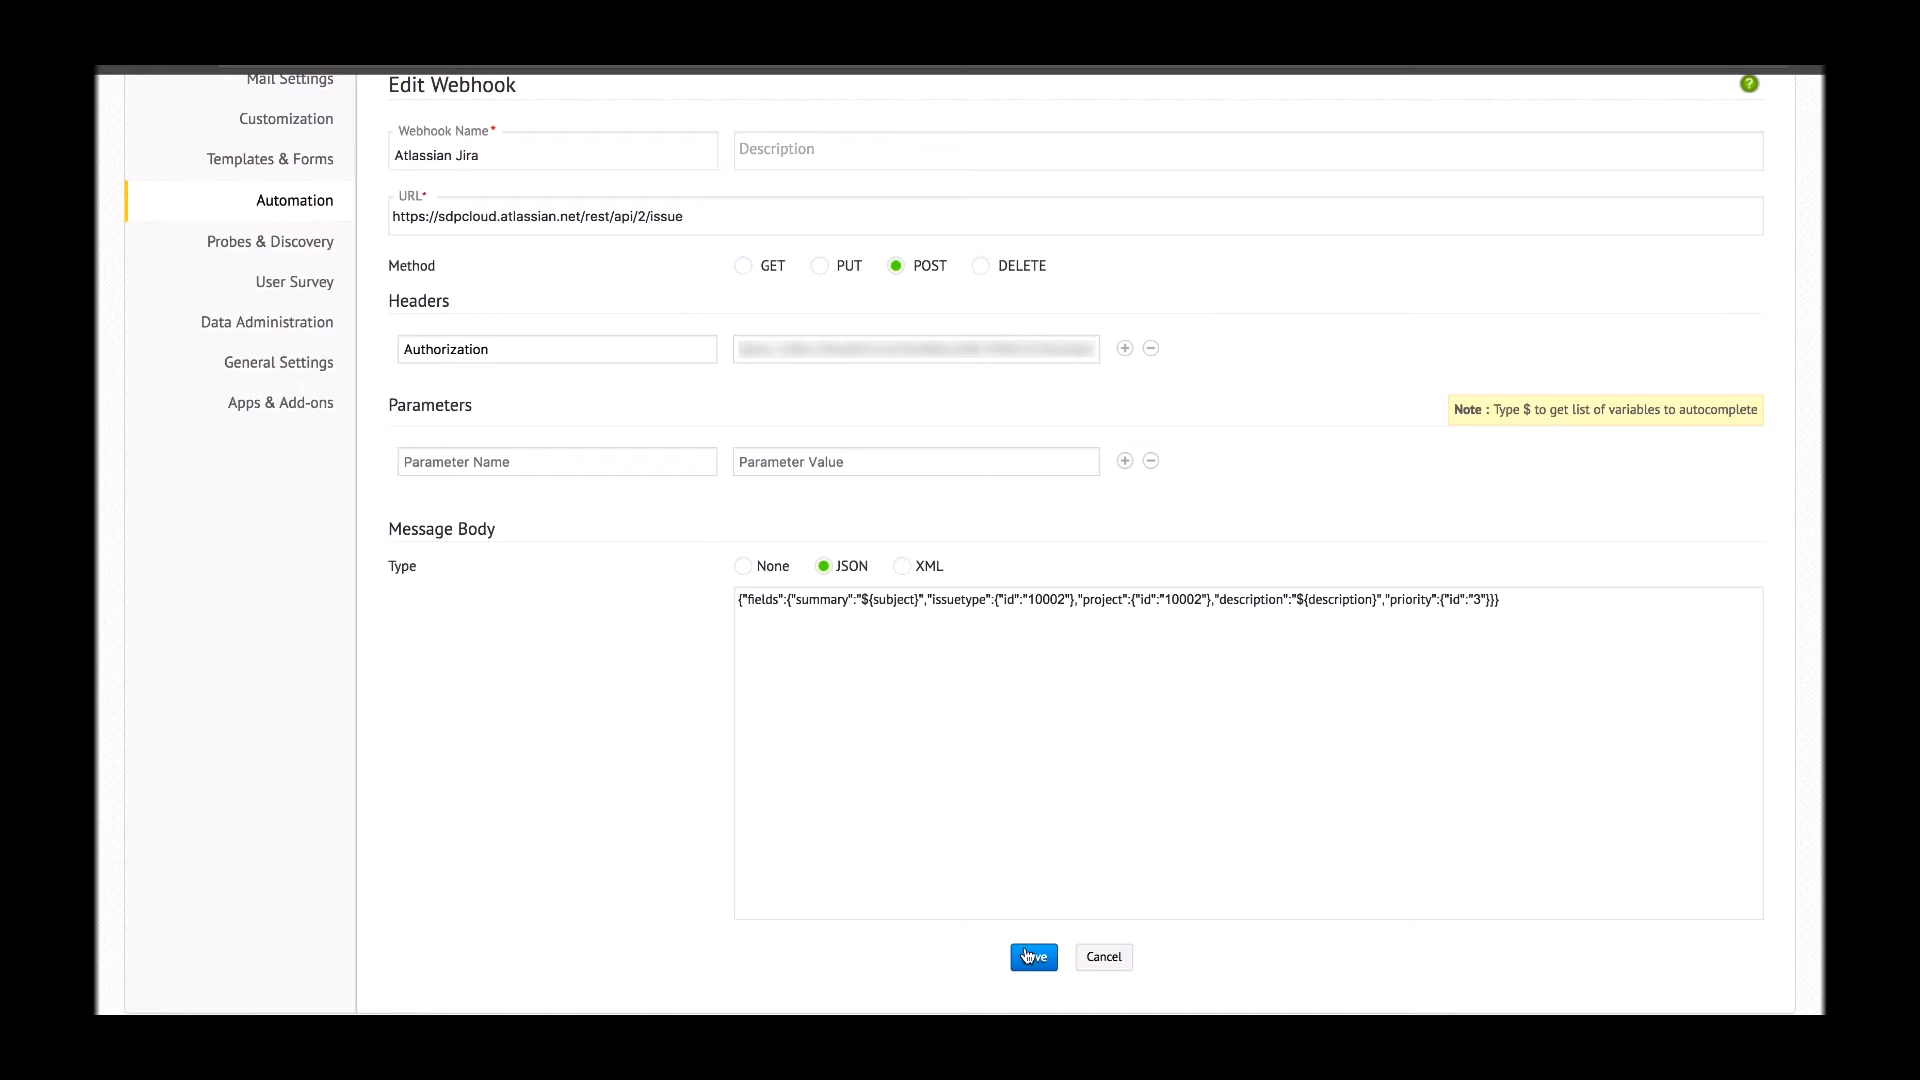 Mail Settings
Customization
Templates & Forms
Automation
Probes & Discovery
User Survey
Data Administration
General Settings
Apps & Add-ons
Edit Webhook
?
Webhook Name*
Atlassian Jira
Description
URL*
https://sdpcloud.atlassian.net/rest/api/2/issue
Method
GET PUT POST DELETE
Headers
Authorization
Parameters
Note : Type $ to get list of variables to autocomplete
Parameter Name Parameter Value
Message Body
Type
None JSON XML
{"fields":{"summary":"${subject}","issuetype":{"id":"10002"},"project":{"id":"10002"},"description":"${description}","priority":{"id":"3"}}}
Cancel